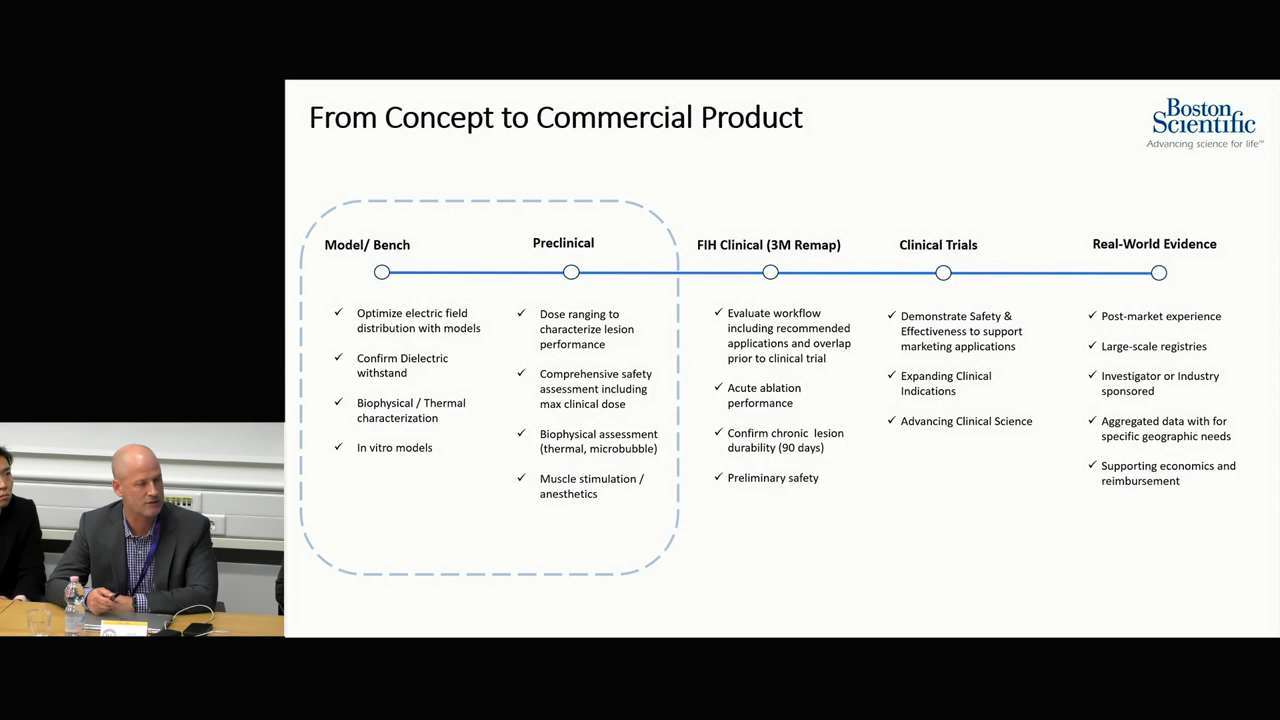 From Concept to Commercial Product
Boston
Scientific
Advancing science for life™
Model/ Bench
Optimize electric field
distribution with models
Confirm Dielectric
withstand
Biophysical / Thermal
characterization
In vitro models
Preclinical
Dose ranging to
characterize lesion
performance
Comprehensive safety
assessment including
max clinical dose
Biophysical assessment
(thermal, microbubble)
Muscle stimulation /
anesthetics
FIH Clinical (3M Remap)
Evaluate workflow
including recommended
applications and overlap
prior to clinical trial
Acute ablation
performance
Confirm chronic lesion
durability (90 days)
Preliminary safety
Clinical Trials
Demonstrate Safety &
Effectiveness to support
marketing applications
Expanding Clinical
Indications
Advancing Clinical Science
Real-World Evidence
Post-market experience
Large-scale registries
Investigator or Industry
sponsored
Aggregated data with for
specific geographic needs
Supporting economics and
reimbursement